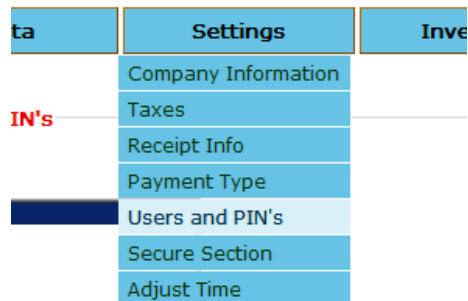 ta Settings Inve
Company Information
Taxes
IN's
Receipt Info
Payment Type
Users and PIN's
Secure Section
Adjust Time